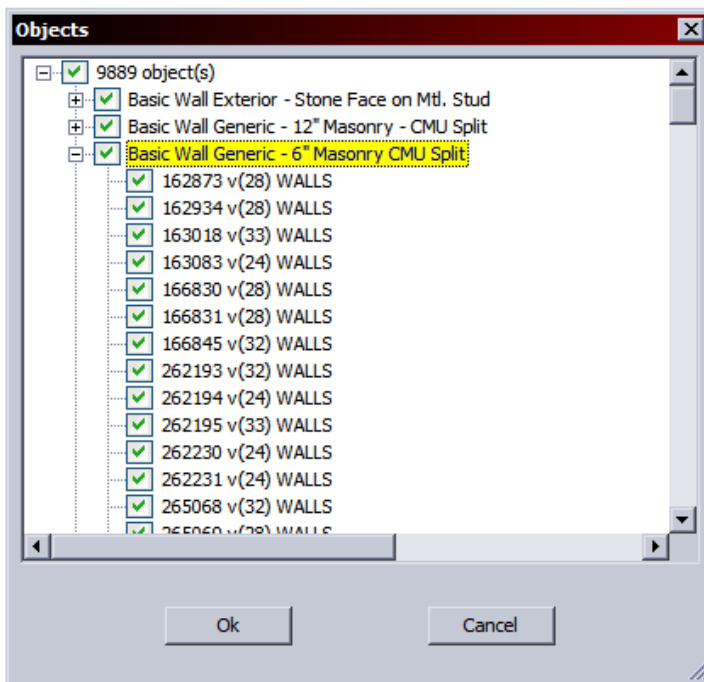 Objects
9889 object(s)
Basic Wall Exterior - Stone Face on Mtl. Stud
Basic Wall Generic - 12" Masonry - CMU Split
Basic Wall Generic - 6" Masonry CMU Split
162873 v(28) WALLS
162934 v(28) WALLS
163018 v(33) WALLS
163083 v(24) WALLS
166830 v(28) WALLS
166831 v(28) WALLS
166845 v(32) WALLS
262193 v(32) WALLS
262194 v(24) WALLS
262195 v(33) WALLS
262230 v(24) WALLS
262231 v(24) WALLS
265068 v(32) WALLS
265069 v(28) WALLS
Ok Cancel